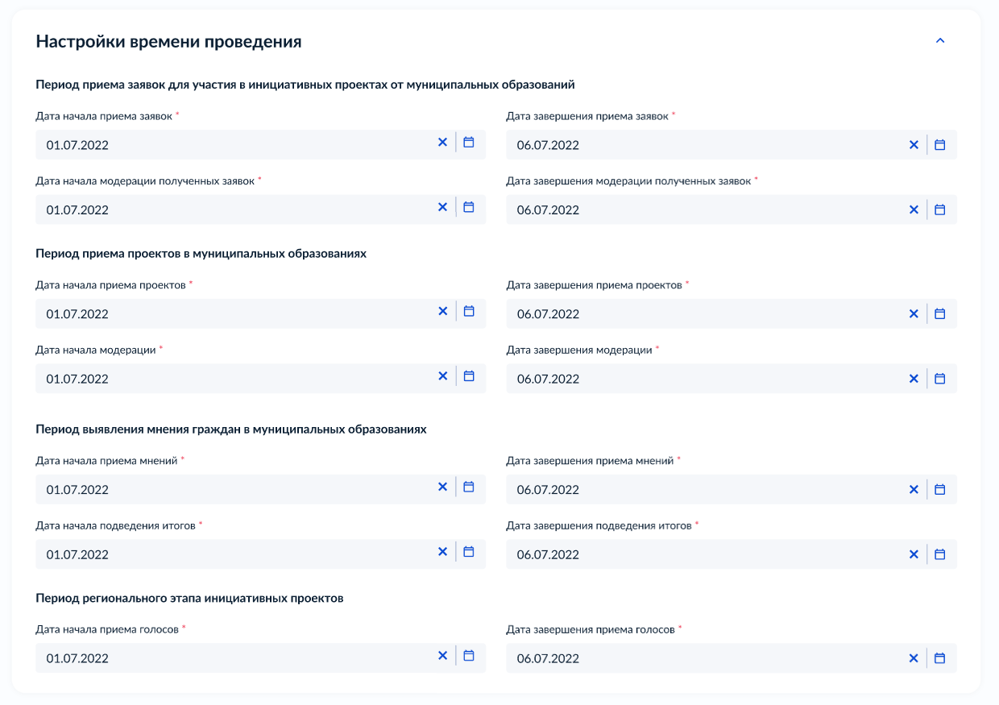 Настройки времени проведения
Период приема заявок для участия в инициативных проектах от муниципальных образований
Дата начала приема заявок *
Дата завершения приема заявок *
01.07.2022
06.07.2022
Дата начала модерации полученных заявок *
Дата завершения модерации полученных заявок *
01.07.2022
06.07.2022
Период приема проектов в муниципальных образованиях
Дата начала приема проектов *
Дата завершения приема проектов *
01.07.2022
06.07.2022
Дата начала модерации *
Дата завершения модерации *
01.07.2022
06.07.2022
Период выявления мнения граждан в муниципальных образованиях
Дата начала приема мнений *
Дата завершения приема мнений *
01.07.2022
06.07.2022
Дата начала подведения итогов *
Дата завершения подведения итогов *
01.07.2022
06.07.2022
Период регионального этапа инициативных проектов
Дата начала приема голосов *
Дата завершения приема голосов *
01.07.2022
06.07.2022